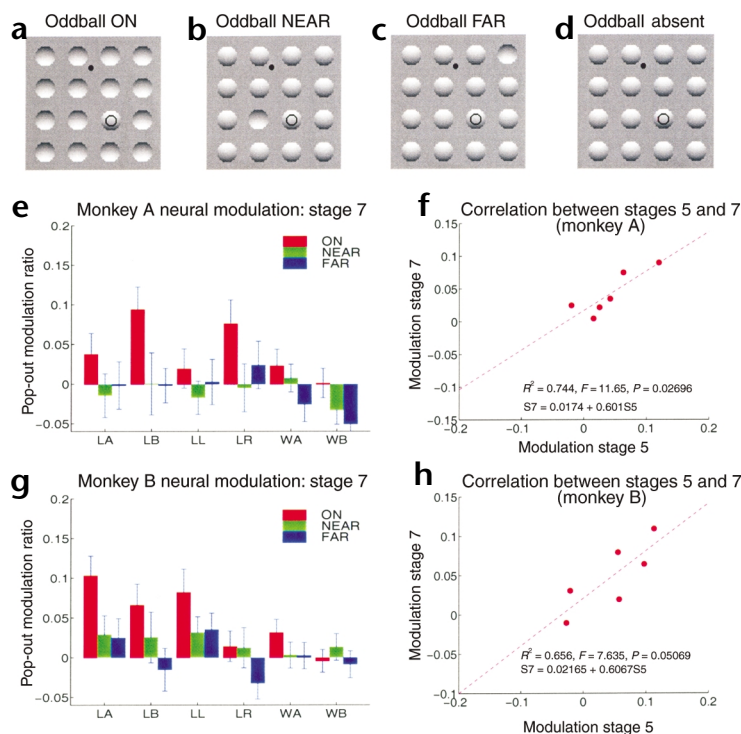 a Oddball ON
b Oddball NEAR
c Oddball FAR
d Oddball absent
e Monkey A neural modulation: stage 7
0.2
0.15
0.1
0.05
0
−0.05
Pop-out modulation ratio
ON
NEAR
FAR
LA LB LL LR WA WB
f Correlation between stages 5 and 7
(monkey A)
0.15
0.1
0.05
0
−0.05
−0.1
−0.15
Modulation stage 7
R² = 0.744, F = 11.65, P = 0.02696
S7 = 0.0174 + 0.601S5
−0.2 −0.1 0 0.1 0.2
Modulation stage 5
g Monkey B neural modulation: stage 7
0.2
0.15
0.1
0.05
0
−0.05
Pop-out modulation ratio
ON
NEAR
FAR
LA LB LL LR WA WB
h Correlation between stages 5 and 7
(monkey B)
0.15
0.1
0.05
0
−0.05
−0.1
Modulation stage 7
R² = 0.656, F = 7.635, P = 0.05069
S7 = 0.02165 + 0.6067S5
−0.2 −0.1 0 0.1 0.2
Modulation stage 5